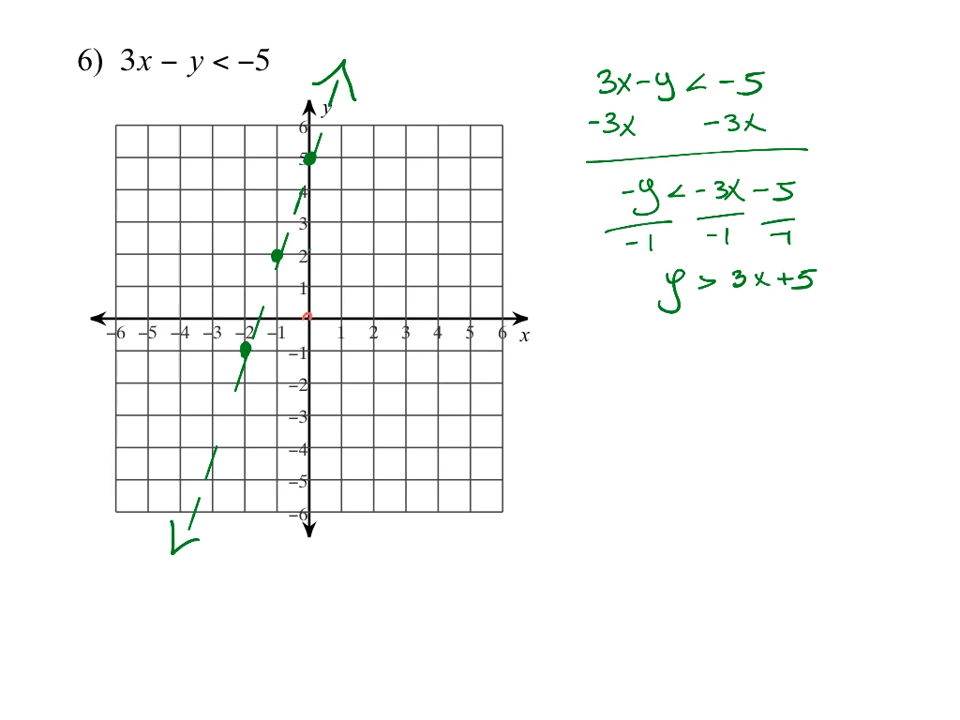 6) 3x − y < −5
3x-y < -5
-3x -3x
-y < -3x -5
-1 -1 -1
y > 3x+5
y
6
5
4
3
2
1
−6 −5 −4 −3 −2 −1 1 2 3 4 5 6 x
−1
−2
−3
−4
−5
−6